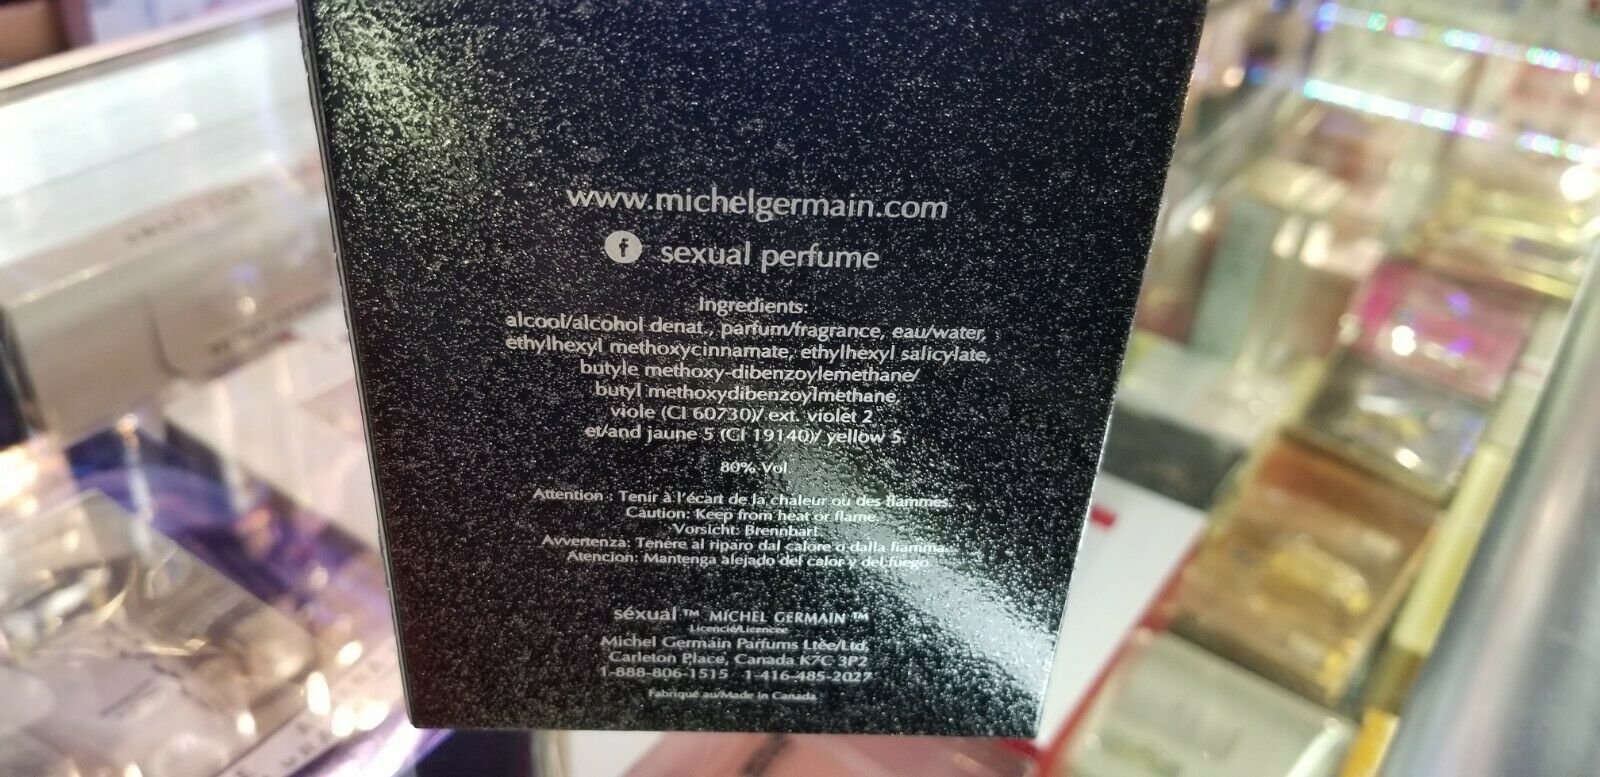 www.michelgermain.com
f sexual perfume
Ingredients:
alcool/alcohol denat., parfum/fragrance, eau/water,
ethylhexyl methoxycinnamate, ethylhexyl salicylate,
butyle methoxy-dibenzoylemethane/
butyl methoxydibenzoylmethane,
viole (CI 60730)/ ext. violet 2
et/and jaune 5 (CI 19140)/ yellow 5.
80% Vol
Attention : Tenir à l'écart de la chaleur ou des flammes.
Caution: Keep from heat or flame.
Vorsicht: Brennbar!
Avvertenza: Tenere al riparo dal calore o dalla fiamma.
Atencion: Mantenga alejado del calor y del fuego.
séxual ™ MICHEL GERMAIN ™
Licencié/Licencee
Michel Germain Parfums Ltée/Ltd.
Carleton Place, Canada K7C 3P2
1-888-806-1515 1-416-485-2027
Fabriqué au/Made in Canada